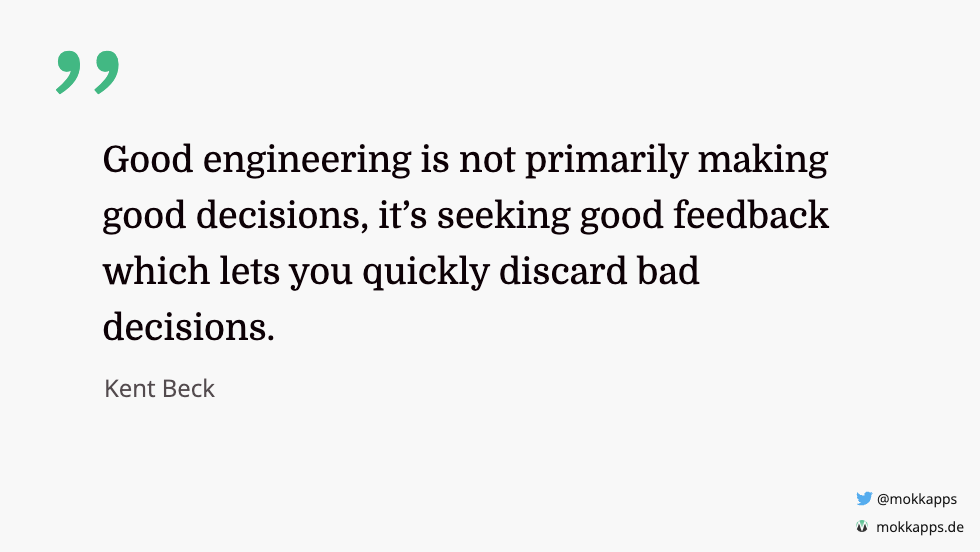 ”
Good engineering is not primarily making
good decisions, it’s seeking good feedback
which lets you quickly discard bad
decisions.
Kent Beck
@mokkapps
mokkapps.de